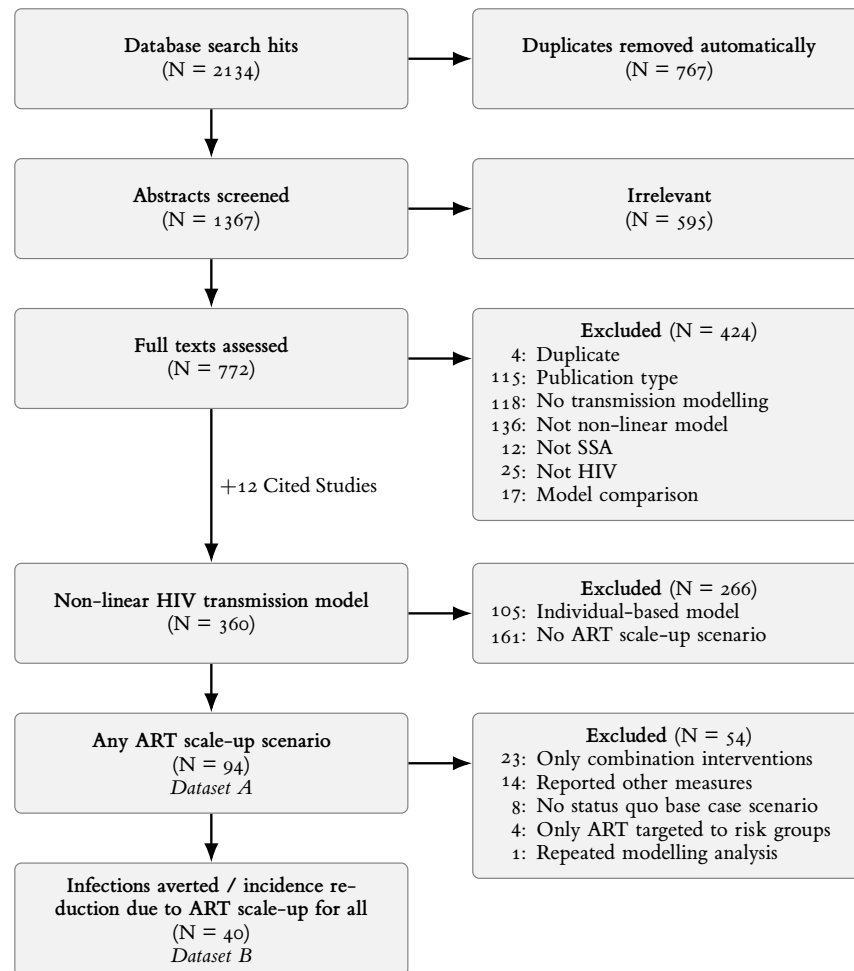 Database search hits
(N = 2134)
Duplicates removed automatically
(N = 767)
Abstracts screened
(N = 1367)
Irrelevant
(N = 595)
Full texts assessed
(N = 772)
Excluded (N = 424)
4: Duplicate
115: Publication type
118: No transmission modelling
136: Not non-linear model
12: Not SSA
25: Not HIV
17: Model comparison
+12 Cited Studies
Non-linear HIV transmission model
(N = 360)
Excluded (N = 266)
105: Individual-based model
161: No ART scale-up scenario
Any ART scale-up scenario
(N = 94)
Dataset A
Excluded (N = 54)
23: Only combination interventions
14: Reported other measures
8: No status quo base case scenario
4: Only ART targeted to risk groups
1: Repeated modelling analysis
Infections averted / incidence re-
duction due to ART scale-up for all
(N = 40)
Dataset B